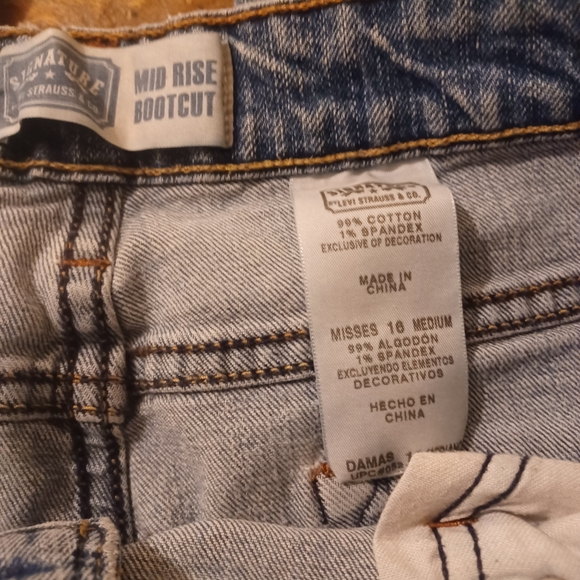 SIGNATURE
STRAUSS & CO
MID RISE
BOOTCUT
LEVI STRAUSS & CO.
99% COTTON
1% SPANDEX
EXCLUSIVE OF DECORATION
MADE IN
CHINA
MISSES 16 MEDIUM
99% ALGODÓN
1% SPANDEX
EXCLUYENDO ELEMENTOS
DECORATIVOS
HECHO EN
CHINA
DAMAS